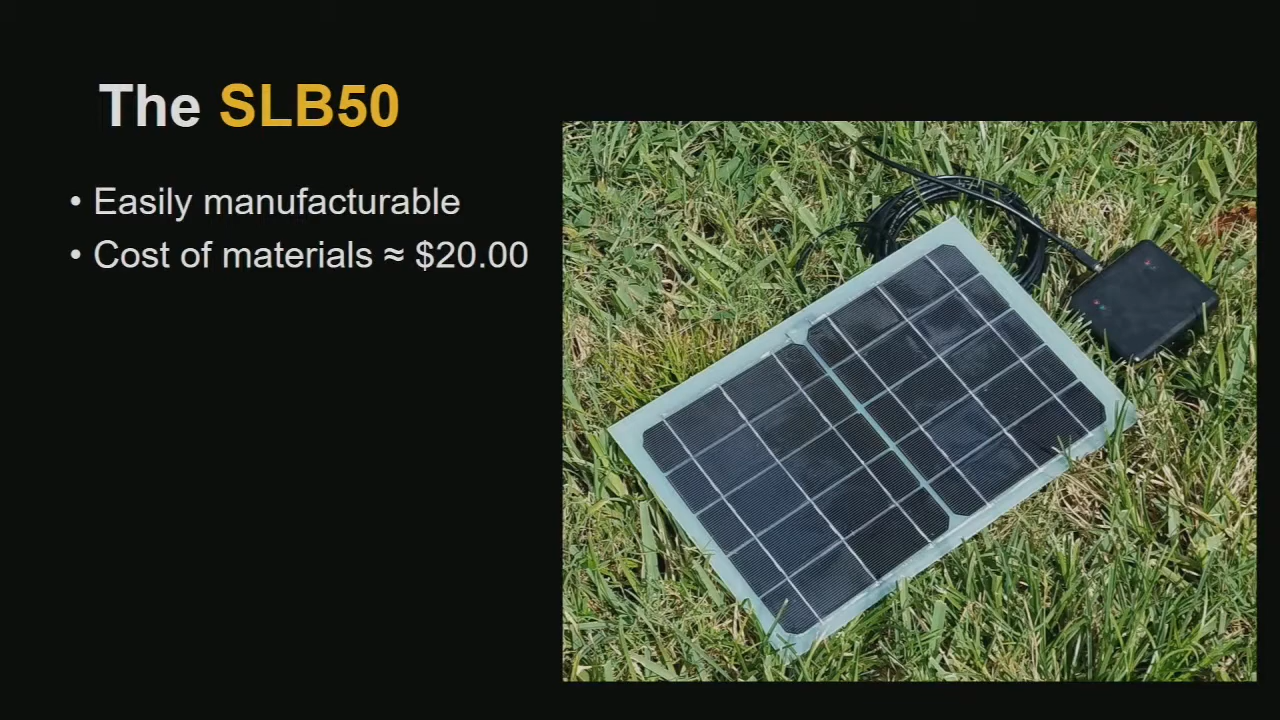 The SLB50
• Easily manufacturable
• Cost of materials ≈ $20.00